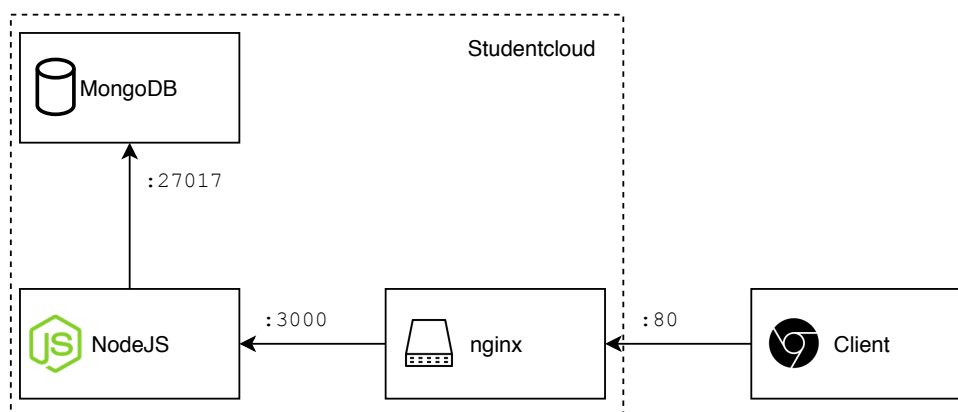 Studentcloud
MongoDB
:27017
:3000
:80
JS
NodeJS
nginx
Client